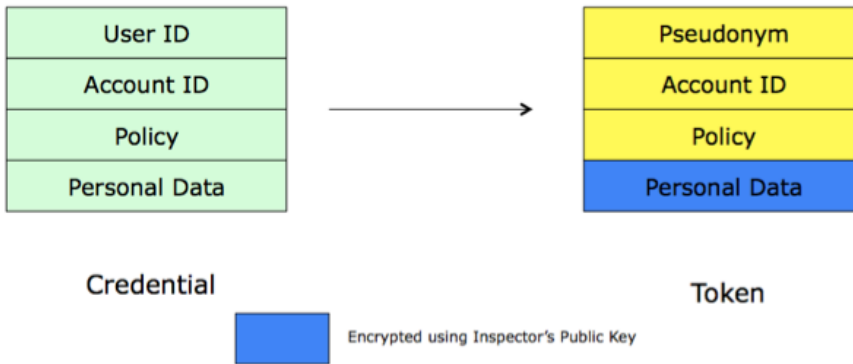 User ID
Account ID
Policy
Personal Data
Pseudonym
Account ID
Policy
Personal Data
Credential
Token
Encrypted using Inspector's Public Key